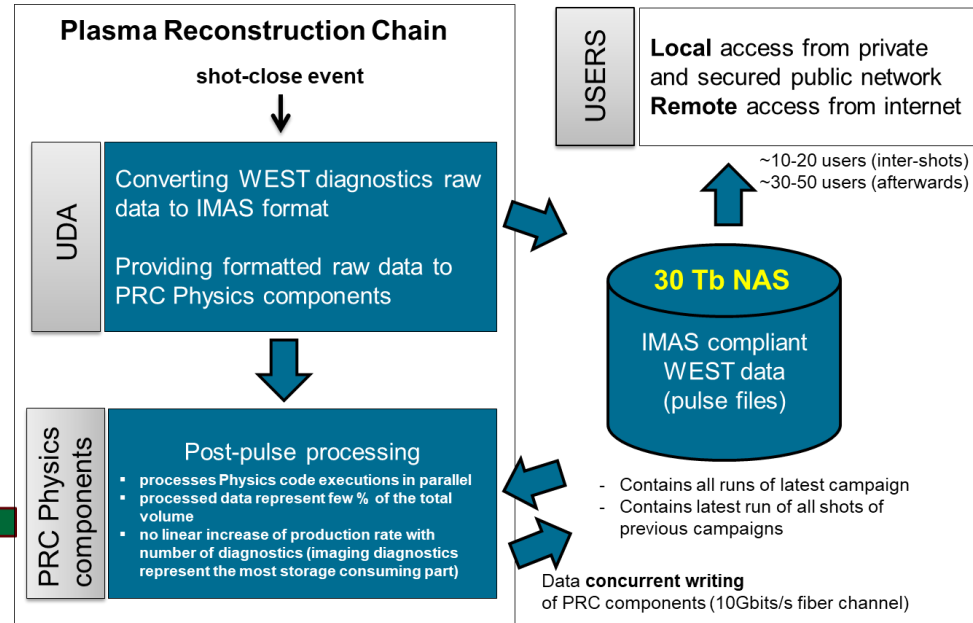 Plasma Reconstruction Chain
shot-close event
UDA
Converting WEST diagnostics raw
data to IMAS format
Providing formatted raw data to
PRC Physics components
PRC Physics
components
Post-pulse processing
▪ processes Physics code executions in parallel
▪ processed data represent few % of the total
volume
▪ no linear increase of production rate with
number of diagnostics (imaging diagnostics
represent the most storage consuming part)
USERS
Local access from private
and secured public network
Remote access from internet
~10-20 users (inter-shots)
~30-50 users (afterwards)
30 Tb NAS
IMAS compliant
WEST data
(pulse files)
- Contains all runs of latest campaign
- Contains latest run of all shots of
previous campaigns
Data concurrent writing
of PRC components (10Gbits/s fiber channel)